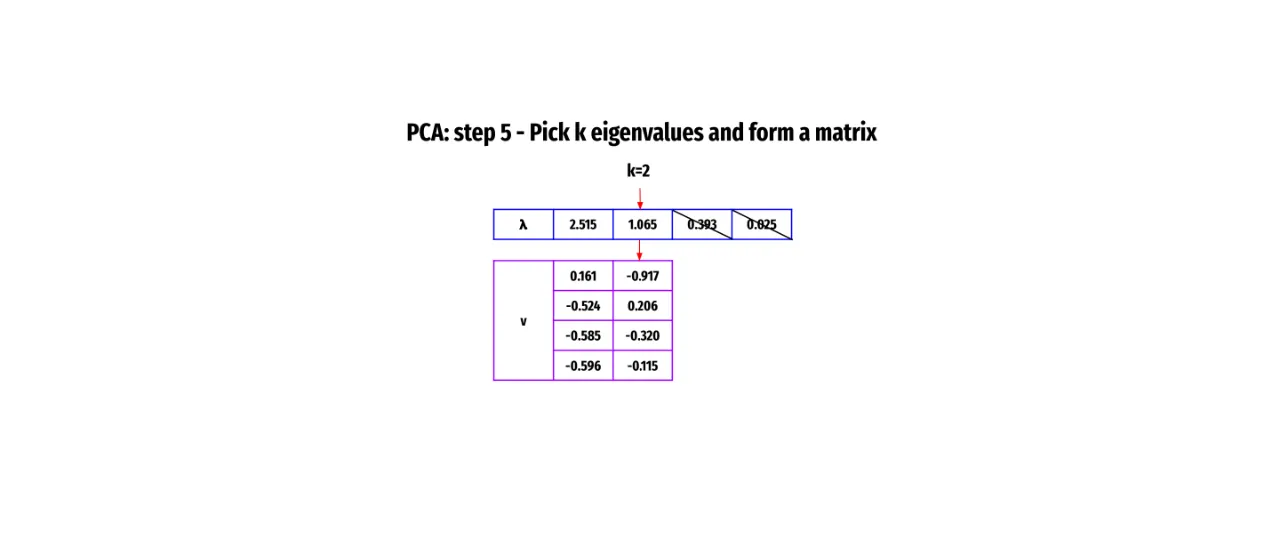 PCA: step 5 - Pick k eigenvalues and form a matrix
k=2
λ 2.515 1.065 0.393 0.025
0.161 -0.917
-0.524 0.206
v
-0.585 -0.320
-0.596 -0.115